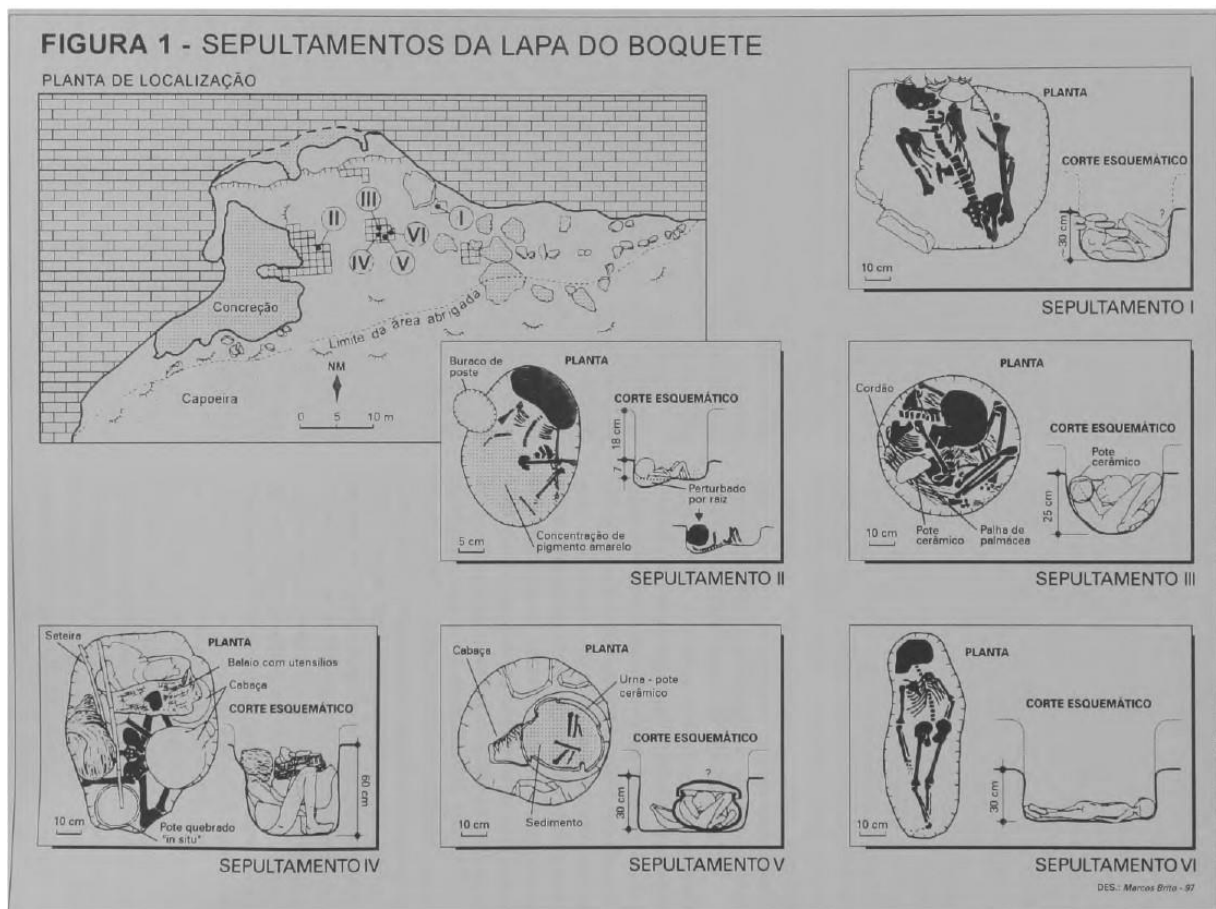 FIGURA 1 - SEPULTAMENTOS DA LAPA DO BOQUETE
PLANTA DE LOCALIZAÇÃO
I
II
III
VI
IV
V
Concreção
Limite da área abrigada
NM
Capoeira
0 5 10 m
PLANTA
CORTE ESQUEMÁTICO
?
30 cm
10 cm
SEPULTAMENTO I
Buraco de
poste
PLANTA
CORTE ESQUEMÁTICO
18 cm
7
Perturbado
por raiz
Concentração de
pigmento amarelo
5 cm
SEPULTAMENTO II
PLANTA
Cordão
CORTE ESQUEMÁTICO
Pote
cerâmico
25 cm
10 cm
Pote
cerâmico
Palha de
palmácea
SEPULTAMENTO III
Seteira
PLANTA
Balaio com utensílios
Cabaça
CORTE ESQUEMÁTICO
60 cm
10 cm
Pote quebrado
"in situ"
SEPULTAMENTO IV
Cabaça
PLANTA
Urna - pote
cerâmico
CORTE ESQUEMÁTICO
?
30 cm
10 cm
Sedimento
SEPULTAMENTO V
PLANTA
CORTE ESQUEMÁTICO
30 cm
10 cm
SEPULTAMENTO VI
DES.: Marcos Brito - 97